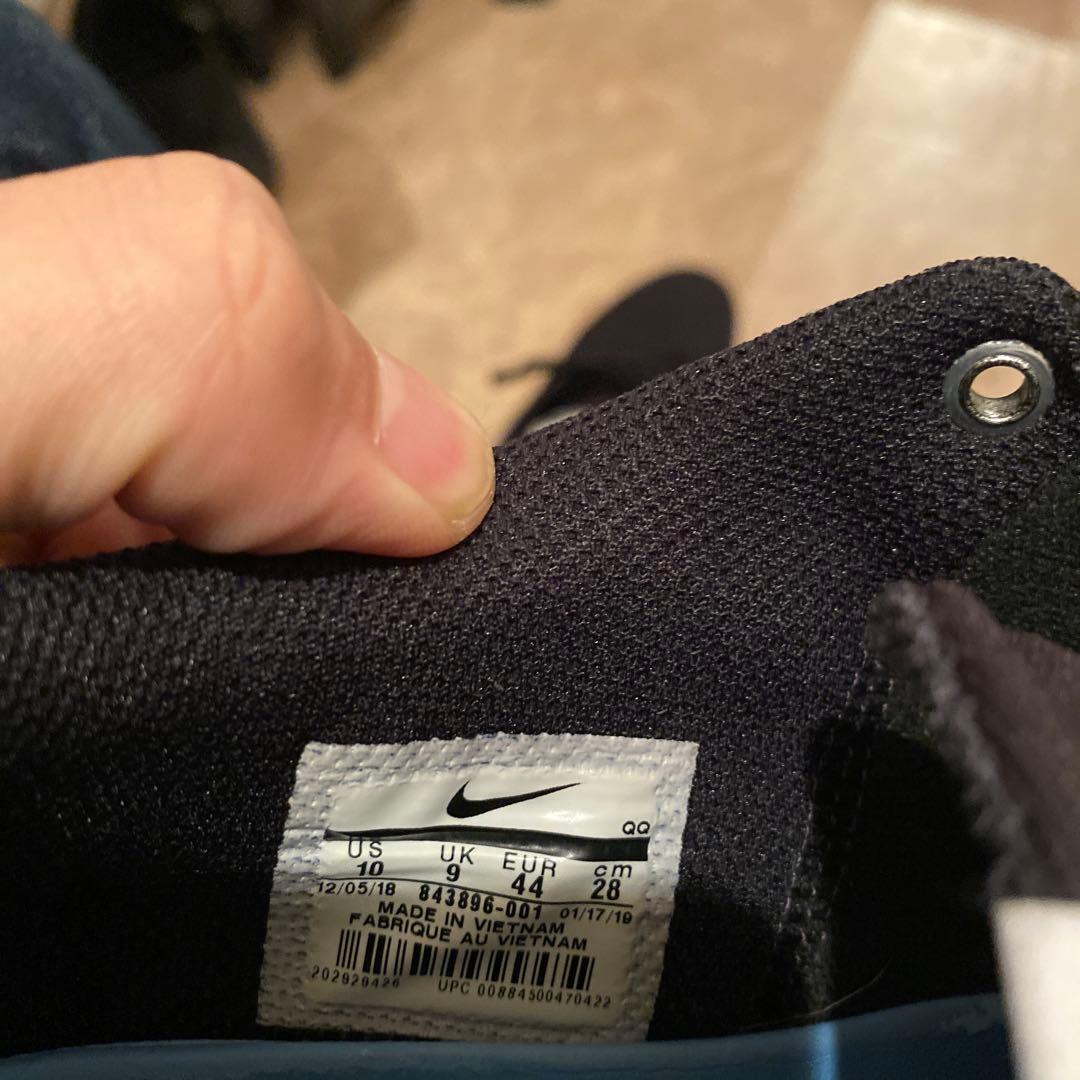 QQ
US UK EUR cm
10 9 44 28
12/05/18 843896-001 01/17/19
MADE IN VIETNAM
FABRIQUE AU VIETNAM
202929426 UPC 00884500470422